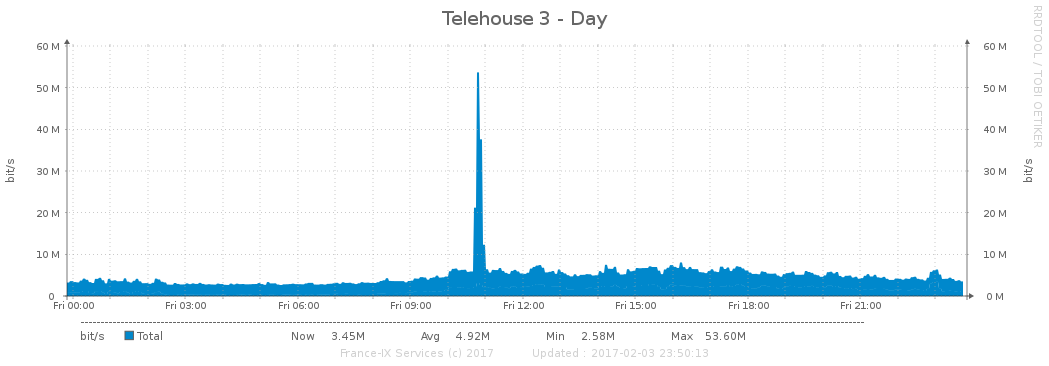 Telehouse 3 - Day
RRDTOOL / TOBI OETIKER
60 M 60 M
50 M 50 M
40 M 40 M
30 M 30 M
20 M 20 M
10 M 10 M
0 0 M
bit/s bit/s
Fri 00:00 Fri 03:00 Fri 06:00 Fri 09:00 Fri 12:00 Fri 15:00 Fri 18:00 Fri 21:00
bit/s Total Now 3.45M Avg 4.92M Min 2.58M Max 53.60M
France-IX Services (c) 2017 Updated : 2017-02-03 23:50:13